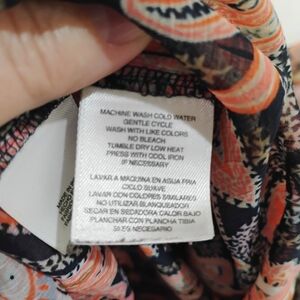 MACHINE WASH COLD WATER
GENTLE CYCLE
WASH WITH LIKE COLORS
NO BLEACH
TUMBLE DRY LOW HEAT
PRESS WITH COOL IRON
IF NECESSARY
LAVAR A MAQUINA EN AGUA FRIA
CICLO SUAVE
LAVAR CON COLORES SIMILARES
NO UTILIZAR BLANQUEADOR
SECAR EN SECADORA CALOR BAJO
PLANCHAR CON PLANCHA TIBIA
SI ES NECESARIO